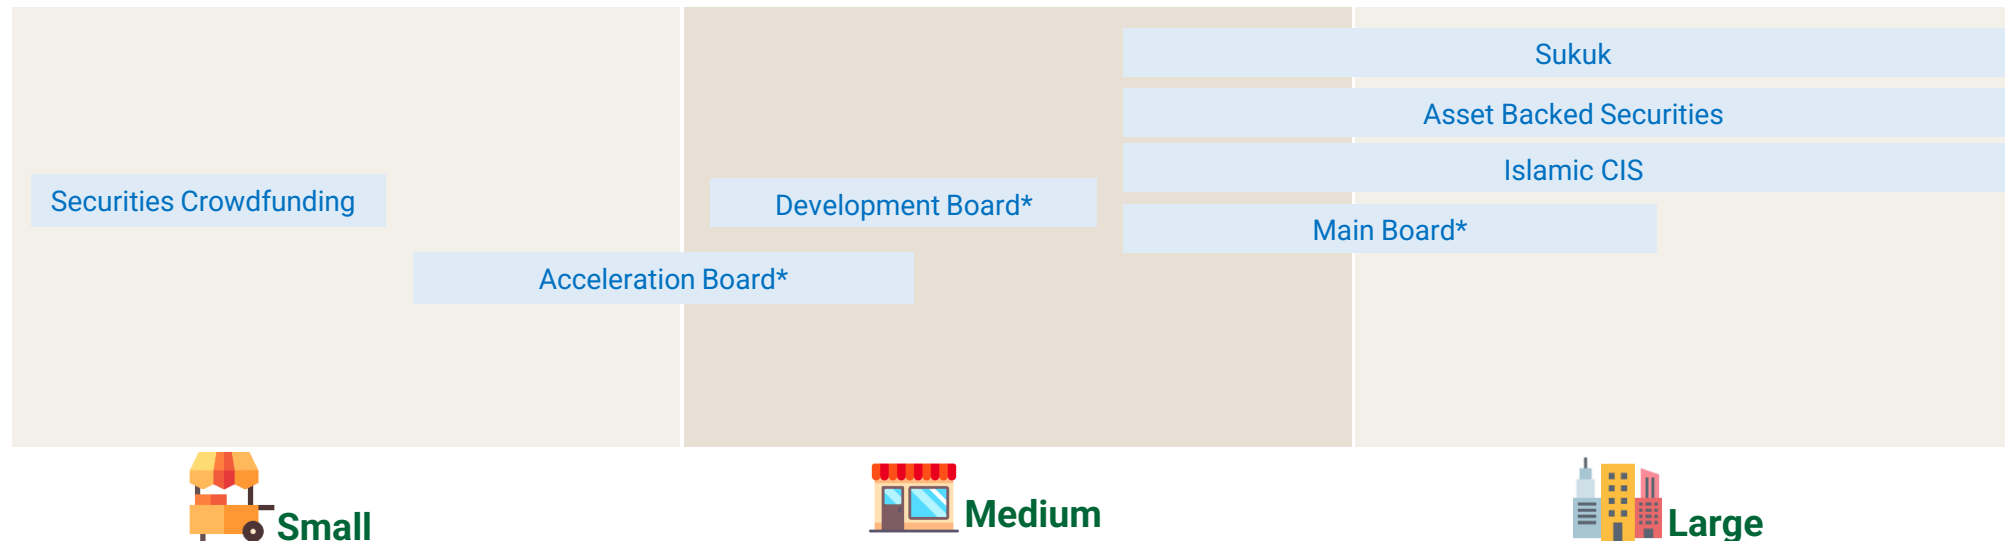 Sukuk
Asset Backed Securities
Islamic CIS
Securities Crowdfunding
Development Board*
Main Board*
Acceleration Board*
Small
Medium
Large